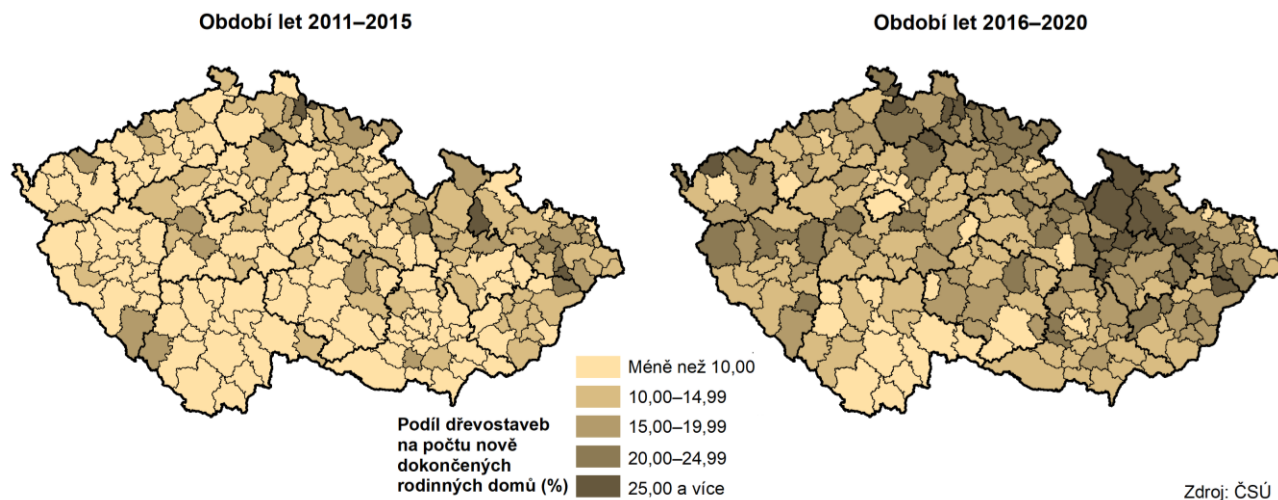 Období let 2011–2015
Období let 2016–2020
Podíl dřevostaveb
na počtu nově
dokončených
rodinných domů (%)
Méně než 10,00
10,00–14,99
15,00–19,99
20,00–24,99
25,00 a více
Zdroj: ČSÚ